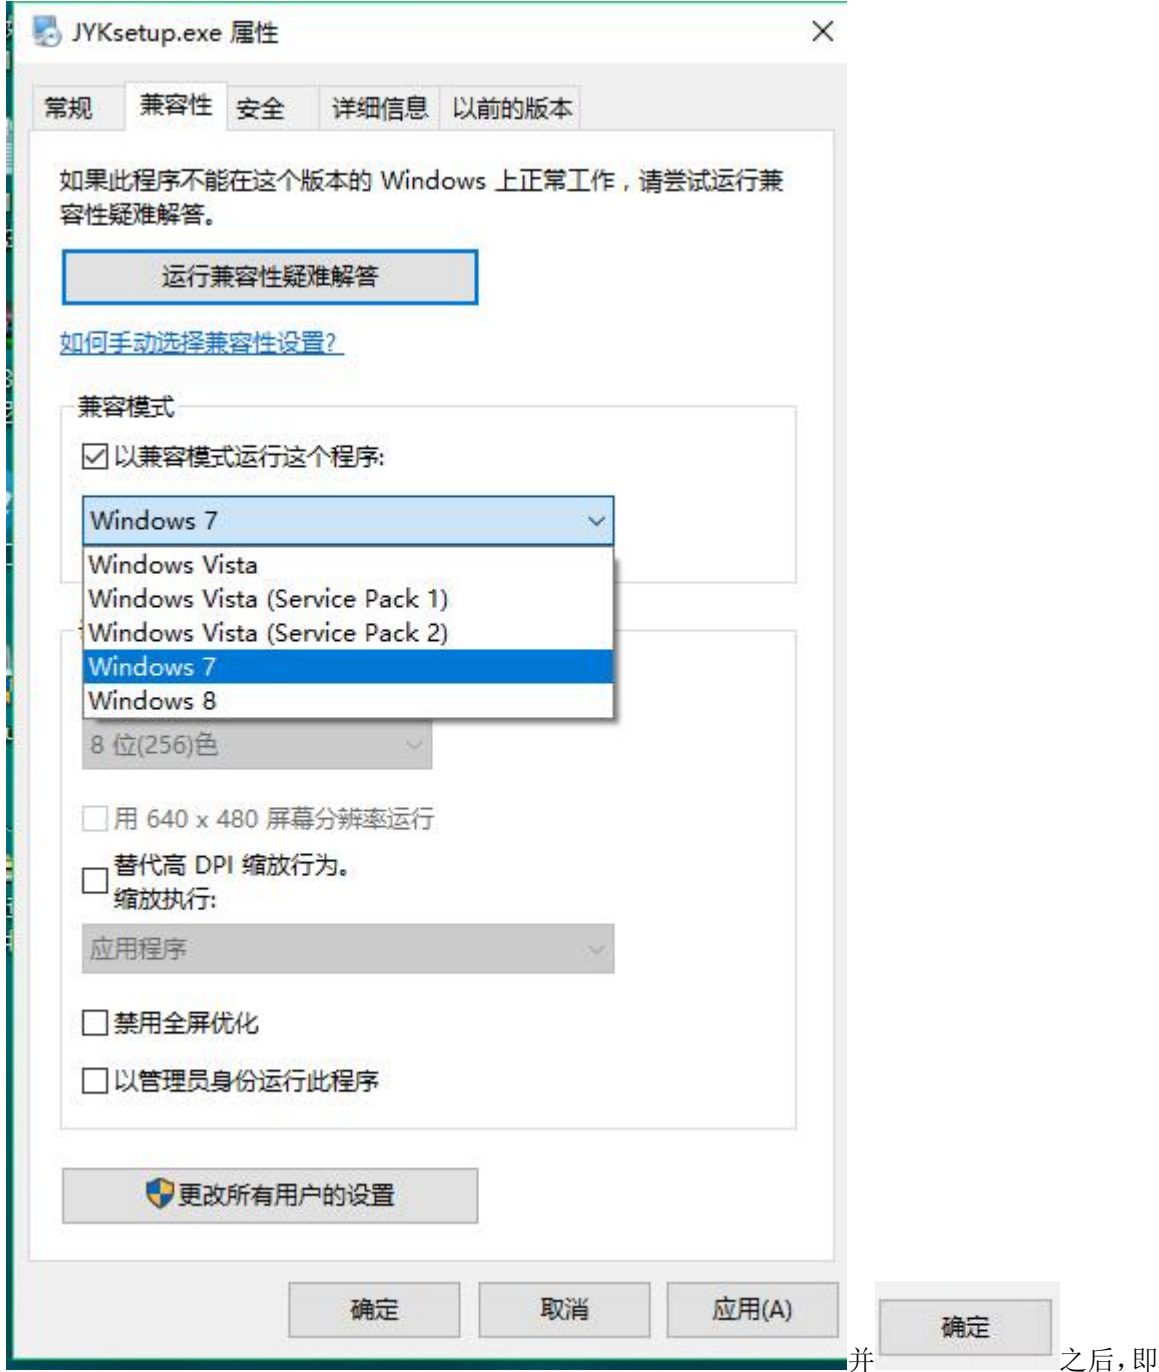 JYKsetup.exe 属性
常规 兼容性 安全 详细信息 以前的版本
如果此程序不能在这个版本的 Windows 上正常工作，请尝试运行兼
容性疑难解答。
运行兼容性疑难解答
如何手动选择兼容性设置?
兼容模式
以兼容模式运行这个程序:
Windows 7
Windows Vista
Windows Vista (Service Pack 1)
Windows Vista (Service Pack 2)
Windows 7
Windows 8
8 位(256)色
用 640 x 480 屏幕分辨率运行
替代高 DPI 缩放行为。
缩放执行:
应用程序
禁用全屏优化
以管理员身份运行此程序
更改所有用户的设置
确定 取消 应用(A)
并 确定 之后，即